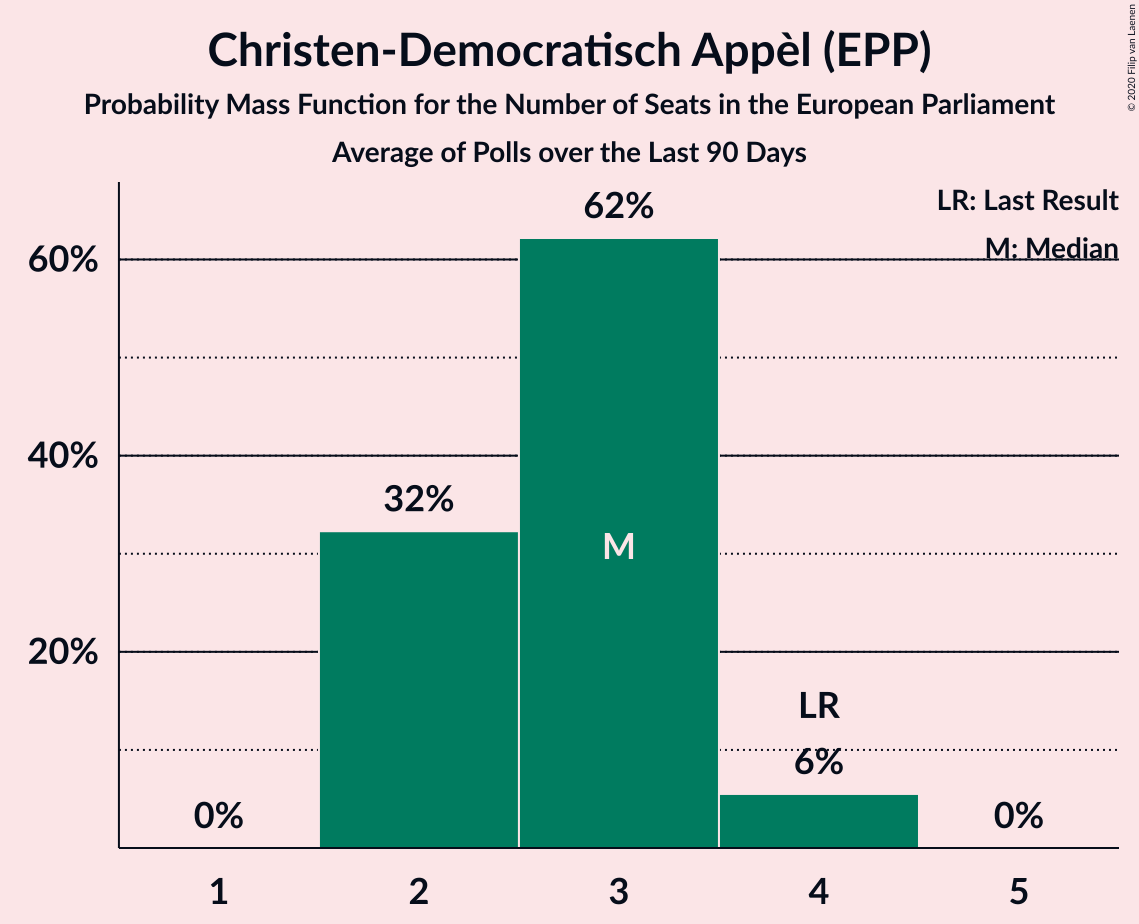 Christen-Democratisch Appèl (EPP)
Probability Mass Function for the Number of Seats in the European Parliament
Average of Polls over the Last 90 Days
© 2020 Filip van Laenen
LR: Last Result
M: Median
62%
60%
40%
32%
M
20%
LR
6%
0%
0%
1 2 3 4 5